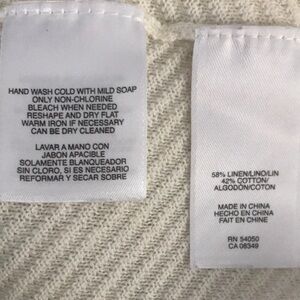 HAND WASH COLD WITH MILD SOAP
ONLY NON-CHLORINE
BLEACH WHEN NEEDED
RESHAPE AND DRY FLAT
WARM IRON IF NECESSARY
CAN BE DRY CLEANED
LAVAR A MANO CON
JABON APACIBLE
SOLAMENTE BLANQUEADOR
SIN CLORO, SI ES NECESARIO
REFORMAR Y SECAR SOBRE
58% LINEN/LINO/LIN
42% COTTON/
ALGODÓN/COTON
MADE IN CHINA
HECHO EN CHINA
FAIT EN CHINA
RN 54050
CA 06349